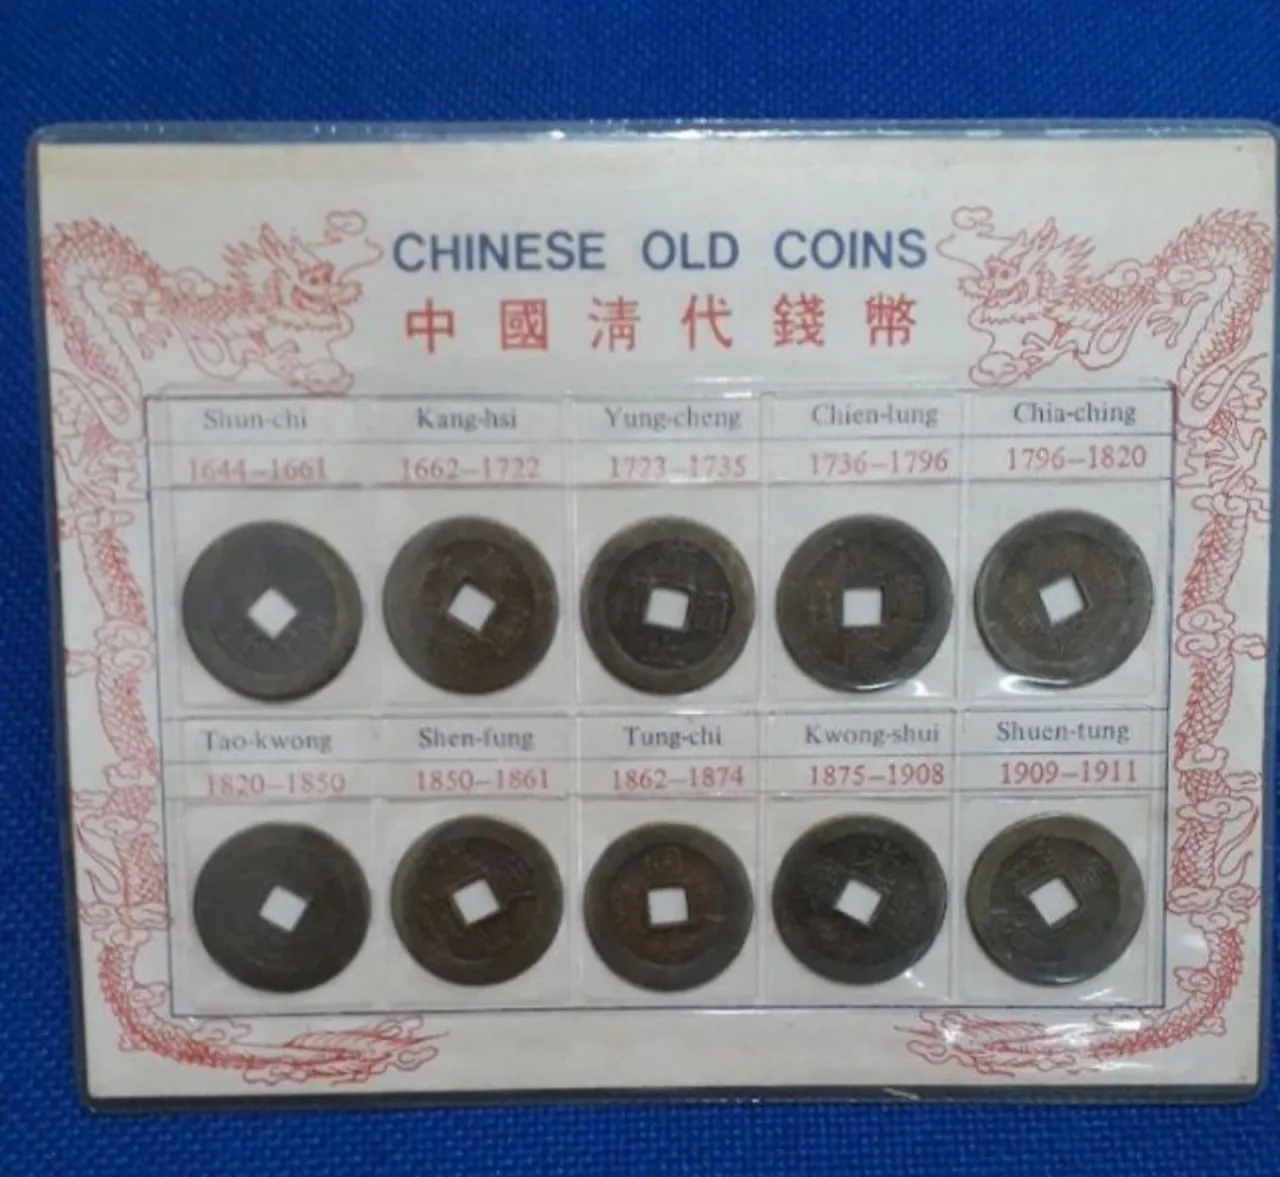 CHINESE OLD COINS
中國清代錢幣
Shun-chi Kang-hsi Yung-cheng Chien-lung Chia-ching
1644–1661 1662–1722 1723–1735 1736–1796 1796–1820
Tao-kwong Shen-fung Tung-chi Kwong-shui Shuen-tung
1820–1850 1850–1861 1862–1874 1875–1908 1909–1911